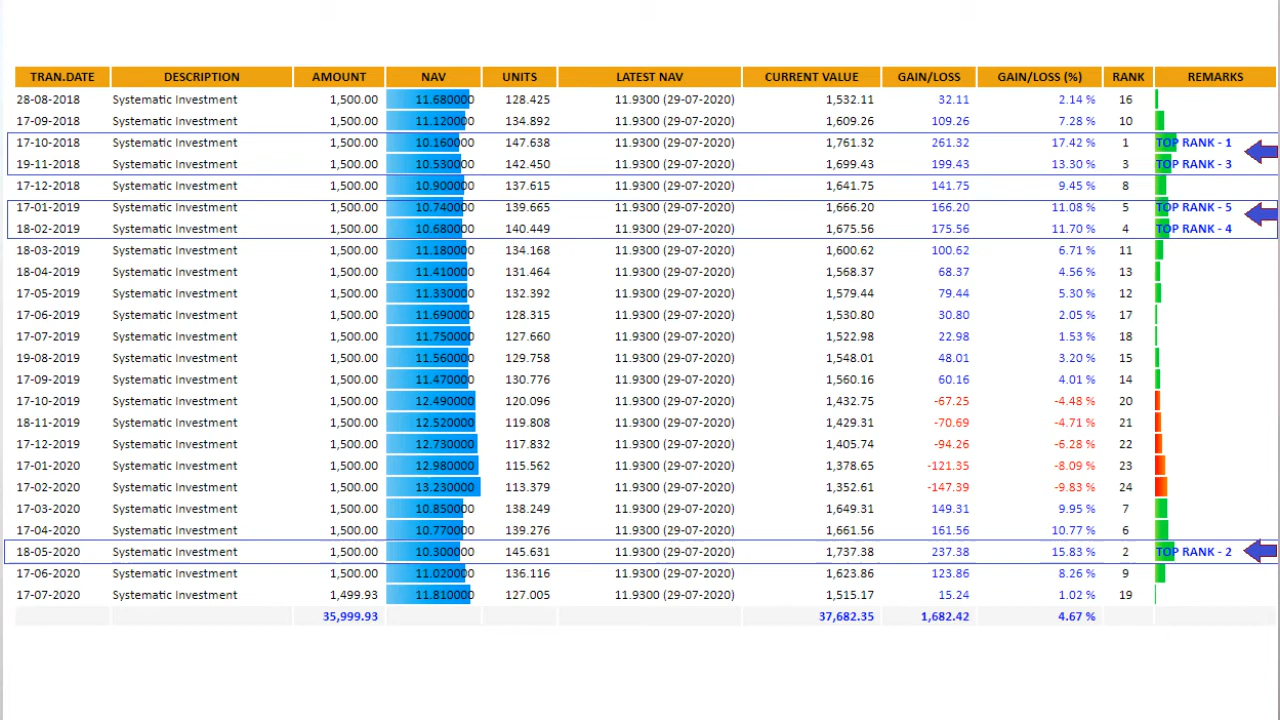 TRAN.DATE DESCRIPTION AMOUNT NAV UNITS LATEST NAV CURRENT VALUE GAIN/LOSS GAIN/LOSS (%) RANK REMARKS
28-08-2018 Systematic Investment 1,500.00 11.680000 128.425 11.9300 (29-07-2020) 1,532.11 32.11 2.14 % 16
17-09-2018 Systematic Investment 1,500.00 11.120000 134.892 11.9300 (29-07-2020) 1,609.26 109.26 7.28 % 10
17-10-2018 Systematic Investment 1,500.00 10.160000 147.638 11.9300 (29-07-2020) 1,761.32 261.32 17.42 % 1 TOP RANK - 1
19-11-2018 Systematic Investment 1,500.00 10.530000 142.450 11.9300 (29-07-2020) 1,699.43 199.43 13.30 % 3 TOP RANK - 3
17-12-2018 Systematic Investment 1,500.00 10.900000 137.615 11.9300 (29-07-2020) 1,641.75 141.75 9.45 % 8
17-01-2019 Systematic Investment 1,500.00 10.740000 139.665 11.9300 (29-07-2020) 1,666.20 166.20 11.08 % 5 TOP RANK - 5
18-02-2019 Systematic Investment 1,500.00 10.680000 140.449 11.9300 (29-07-2020) 1,675.56 175.56 11.70 % 4 TOP RANK - 4
18-03-2019 Systematic Investment 1,500.00 11.180000 134.168 11.9300 (29-07-2020) 1,600.62 100.62 6.71 % 11
18-04-2019 Systematic Investment 1,500.00 11.410000 131.464 11.9300 (29-07-2020) 1,568.37 68.37 4.56 % 13
17-05-2019 Systematic Investment 1,500.00 11.330000 132.392 11.9300 (29-07-2020) 1,579.44 79.44 5.30 % 12
17-06-2019 Systematic Investment 1,500.00 11.690000 128.315 11.9300 (29-07-2020) 1,530.80 30.80 2.05 % 17
17-07-2019 Systematic Investment 1,500.00 11.750000 127.660 11.9300 (29-07-2020) 1,522.98 22.98 1.53 % 18
19-08-2019 Systematic Investment 1,500.00 11.560000 129.758 11.9300 (29-07-2020) 1,548.01 48.01 3.20 % 15
17-09-2019 Systematic Investment 1,500.00 11.470000 130.776 11.9300 (29-07-2020) 1,560.16 60.16 4.01 % 14
17-10-2019 Systematic Investment 1,500.00 12.490000 120.096 11.9300 (29-07-2020) 1,432.75 -67.25 -4.48 % 20
18-11-2019 Systematic Investment 1,500.00 12.520000 119.808 11.9300 (29-07-2020) 1,429.31 -70.69 -4.71 % 21
17-12-2019 Systematic Investment 1,500.00 12.730000 117.832 11.9300 (29-07-2020) 1,405.74 -94.26 -6.28 % 22
17-01-2020 Systematic Investment 1,500.00 12.980000 115.562 11.9300 (29-07-2020) 1,378.65 -121.35 -8.09 % 23
17-02-2020 Systematic Investment 1,500.00 13.230000 113.379 11.9300 (29-07-2020) 1,352.61 -147.39 -9.83 % 24
17-03-2020 Systematic Investment 1,500.00 10.850000 138.249 11.9300 (29-07-2020) 1,649.31 149.31 9.95 % 7
17-04-2020 Systematic Investment 1,500.00 10.770000 139.276 11.9300 (29-07-2020) 1,661.56 161.56 10.77 % 6
18-05-2020 Systematic Investment 1,500.00 10.300000 145.631 11.9300 (29-07-2020) 1,737.38 237.38 15.83 % 2 TOP RANK - 2
17-06-2020 Systematic Investment 1,500.00 11.020000 136.116 11.9300 (29-07-2020) 1,623.86 123.86 8.26 % 9
17-07-2020 Systematic Investment 1,499.93 11.810000 127.005 11.9300 (29-07-2020) 1,515.17 15.24 1.02 % 19
35,999.93 37,682.35 1,682.42 4.67 %